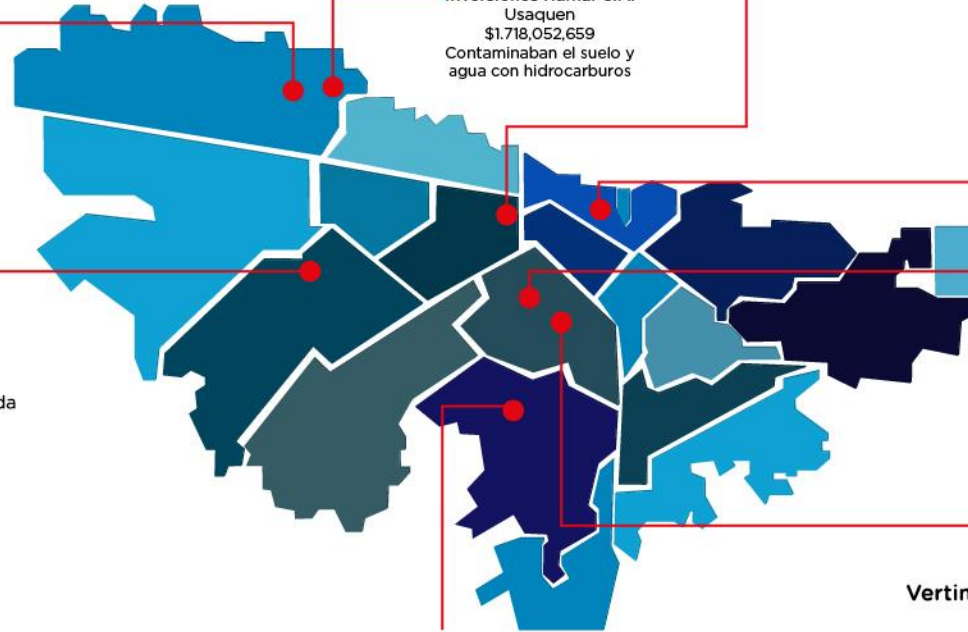 Usaquen
$1.718,052,659
Contaminaban el suelo y
agua con hidrocarburos
da
Vertin